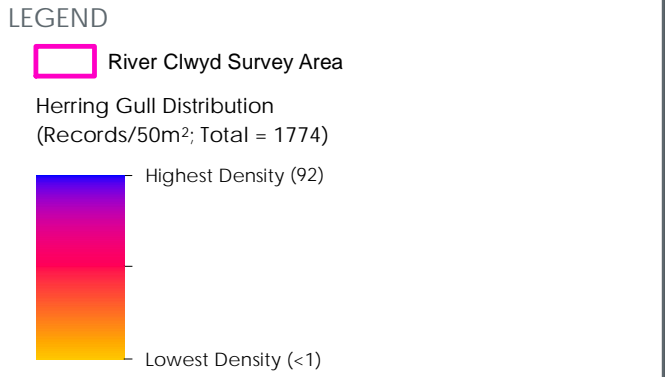 LEGEND
River Clwyd Survey Area
Herring Gull Distribution
(Records/50m²; Total = 1774)
Highest Density (92)
Lowest Density (<1)